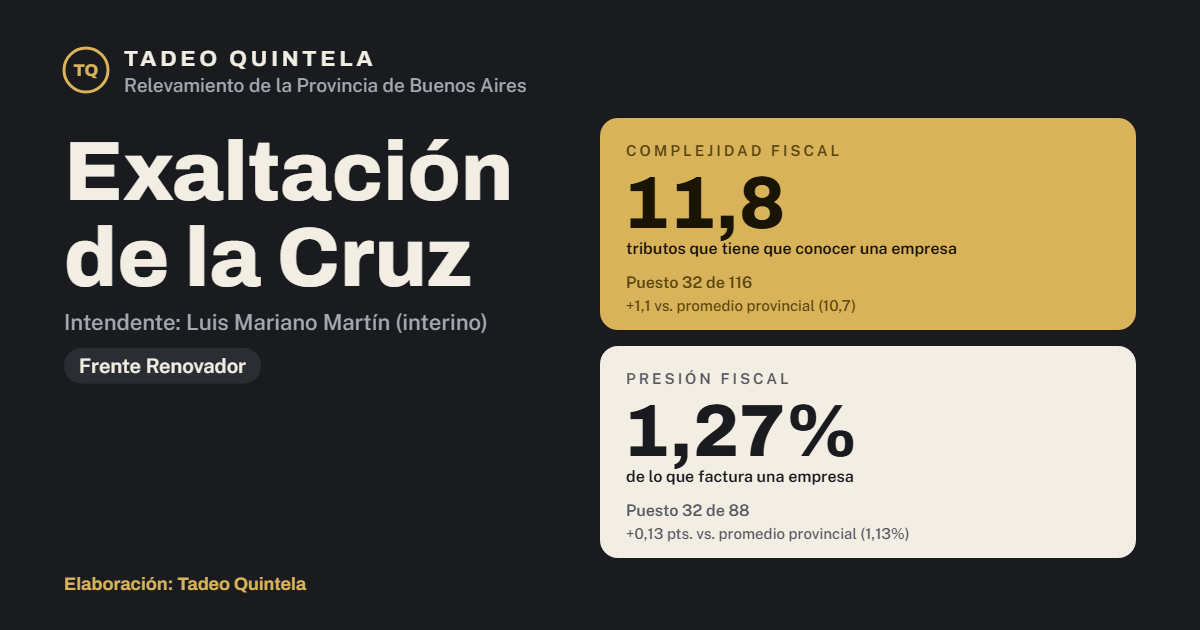 TQ
TADEO QUINTELA
Relevamiento de la Provincia de Buenos Aires
Exaltación
de la Cruz
Intendente: Luis Mariano Martín (interino)
Frente Renovador
COMPLEJIDAD FISCAL
11,8
tributos que tiene que conocer una empresa
Puesto 32 de 116
+1,1 vs. promedio provincial (10,7)
PRESIÓN FISCAL
1,27%
de lo que factura una empresa
Puesto 32 de 88
+0,13 pts. vs. promedio provincial (1,13%)
Elaboración: Tadeo Quintela